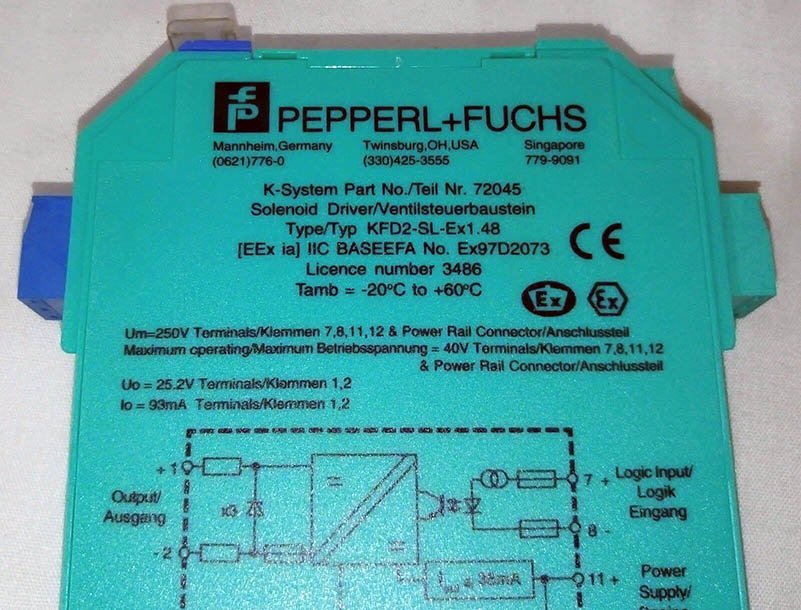 PEPPERL+FUCHS
Mannheim,Germany Twinsburg,OH,USA Singapore
(0621)776-0 (330)425-3555 779-9091
K-System Part No./Teil Nr. 72045
Solenoid Driver/Ventilsteuerbaustein
Type/Typ KFD2-SL-Ex1.48
[EEx ia] IIC BASEEFA No. Ex97D2073 CE
Licence number 3486
Tamb = -20°C to +60°C
Ex Ex
Um=250V Terminals/Klemmen 7,8,11,12 & Power Rail Connector/Anschlussteil
Maximum operating/Maximum Betriebsspannung = 40V Terminals/Klemmen 7,8,11,12
& Power Rail Connector/Anschlussteil
Uo = 25.2V Terminals/Klemmen 1,2
Io = 93mA Terminals/Klemmen 1,2
+ 1
Output/
Ausgang
x3
- 2
7 +
Logic Input/
Logik
Eingang
8 -
= 38mA
11 +
Power
Supply/